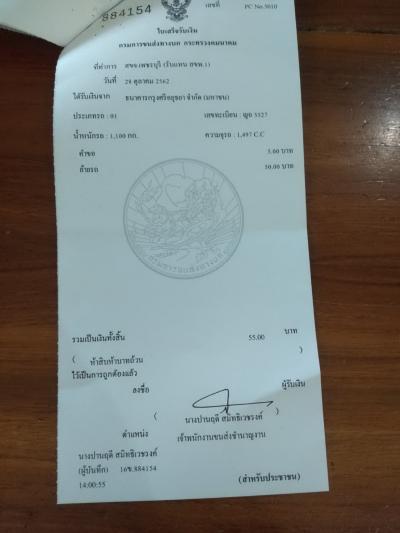 884154
เลขที่ PC No.3010
ใบเสร็จรับเงิน
กรมการขนส่งทางบก กระทรวงคมนาคม
ที่ทำการ สขจ.เพชรบุรี (รับแทน สขพ.1)
วันที่ 28 ตุลาคม 2562
ได้รับเงินจาก ธนาคารกรุงศรีอยุธยา จำกัด (มหาชน)
ประเภทรถ : 01 เลขทะเบียน : ญถ 5527
น้ำหนักรถ : 1,100 กก. ความจุรถ : 1,497 C.C
คำขอ 5.00 บาท
ย้ายรถ 50.00 บาท
รวมเป็นเงินทั้งสิ้น 55.00 บาท
( ห้าสิบห้าบาทถ้วน )
ไว้เป็นการถูกต้องแล้ว
ลงชื่อ ผู้รับเงิน
( นางปานฤดี สมิทธิเวชรงค์ )
ตำแหน่ง เจ้าพนักงานขนส่งชำนาญงาน
นางปานฤดี สมิทธิเวชรงค์
(ผู้บันทึก) 16ข.884154
14:00:55 (สำหรับประชาชน)